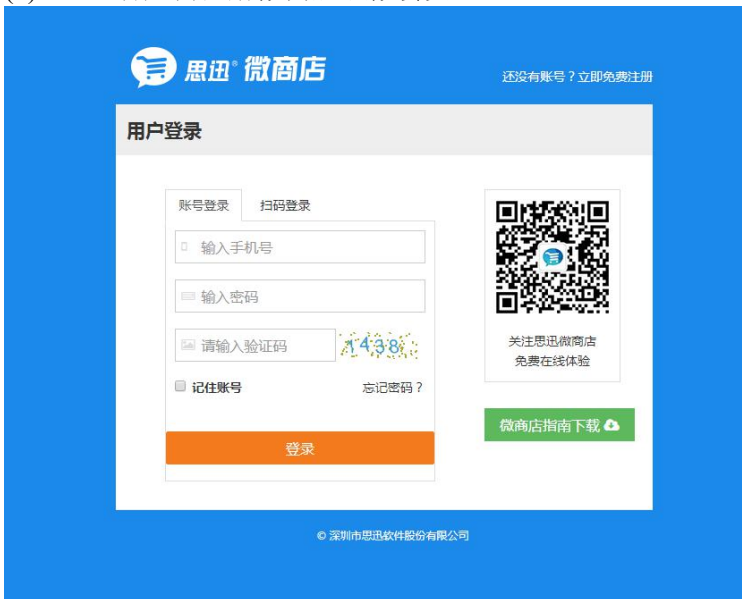 思迅® 微商店
还没有账号？立即免费注册
用户登录
账号登录 扫码登录
输入手机号
输入密码
请输入验证码 1438
记住账号 忘记密码？
登录
关注思迅微商店
免费在线体验
微商店指南下载
© 深圳市思迅软件股份有限公司